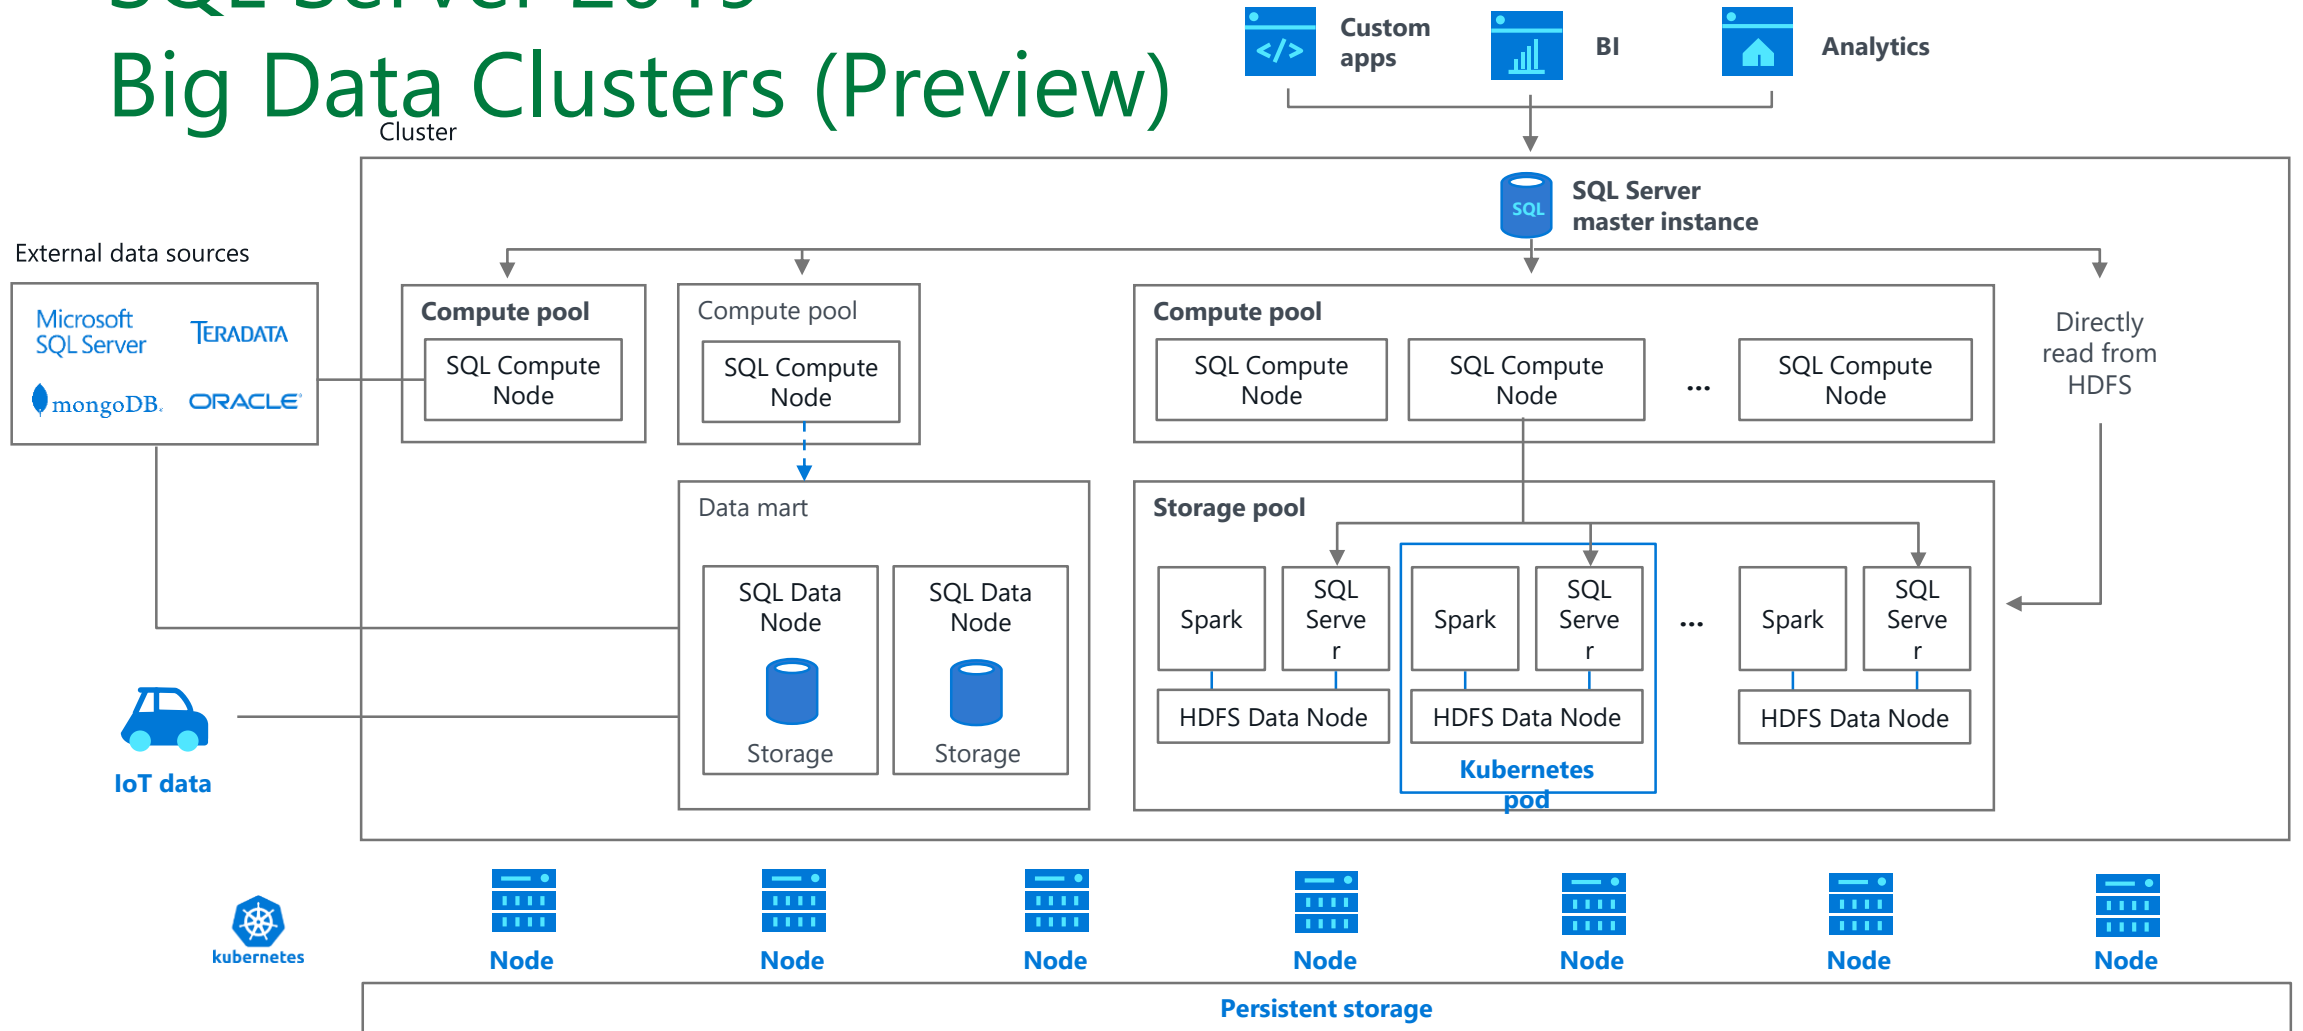 SQL Server 2019
Big Data Clusters (Preview)
Custom
apps
BI
Analytics
Cluster
SQL
SQL Server
master instance
External data sources
Microsoft
SQL Server
TERADATA
mongoDB.
ORACLE
Compute pool
SQL Compute
Node
Compute pool
SQL Compute
Node
Compute pool
SQL Compute
Node
SQL Compute
Node
...
SQL Compute
Node
Directly
read from
HDFS
Data mart
SQL Data
Node
Storage
SQL Data
Node
Storage
Storage pool
Spark
SQL
Serve
r
HDFS Data Node
Spark
SQL
Serve
r
HDFS Data Node
Kubernetes
pod
...
Spark
SQL
Serve
r
HDFS Data Node
IoT data
kubernetes
Node
Node
Node
Node
Node
Node
Node
Persistent storage